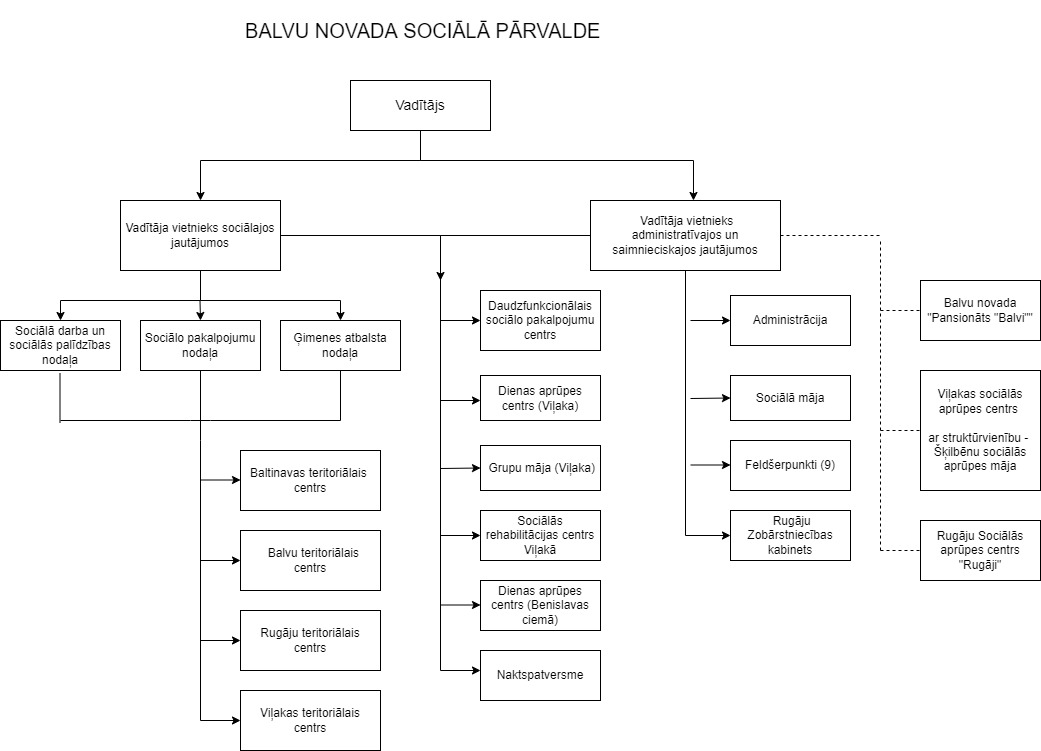 BALVU NOVADA SOCIĀLĀ PĀRVALDE
Vadītājs
Vadītāja vietnieks sociālajos
jautājumos
Vadītāja vietnieks
administratīvajos un
saimnieciskajos jautājumos
Sociālā darba un
sociālās palīdzības
nodaļa
Sociālo pakalpojumu
nodaļa
Ģimenes atbalsta
nodaļa
Baltinavas teritoriālais
centrs
Balvu teritoriālais
centrs
Rugāju teritoriālais
centrs
Viļakas teritoriālais
centrs
Daudzfunkcionālais
sociālo pakalpojumu
centrs
Dienas aprūpes
centrs (Viļaka)
Grupu māja (Viļaka)
Sociālās
rehabilitācijas centrs
Viļakā
Dienas aprūpes
centrs (Benislavas
ciemā)
Naktspatversme
Administrācija
Sociālā māja
Feldšerpunkti (9)
Rugāju
Zobārstniecības
kabinets
Balvu novada
"Pansionāts "Balvi""
Viļakas sociālās
aprūpes centrs
ar struktūrvienību -
Šķilbēnu sociālās
aprūpes māja
Rugāju Sociālās
aprūpes centrs
"Rugāji"